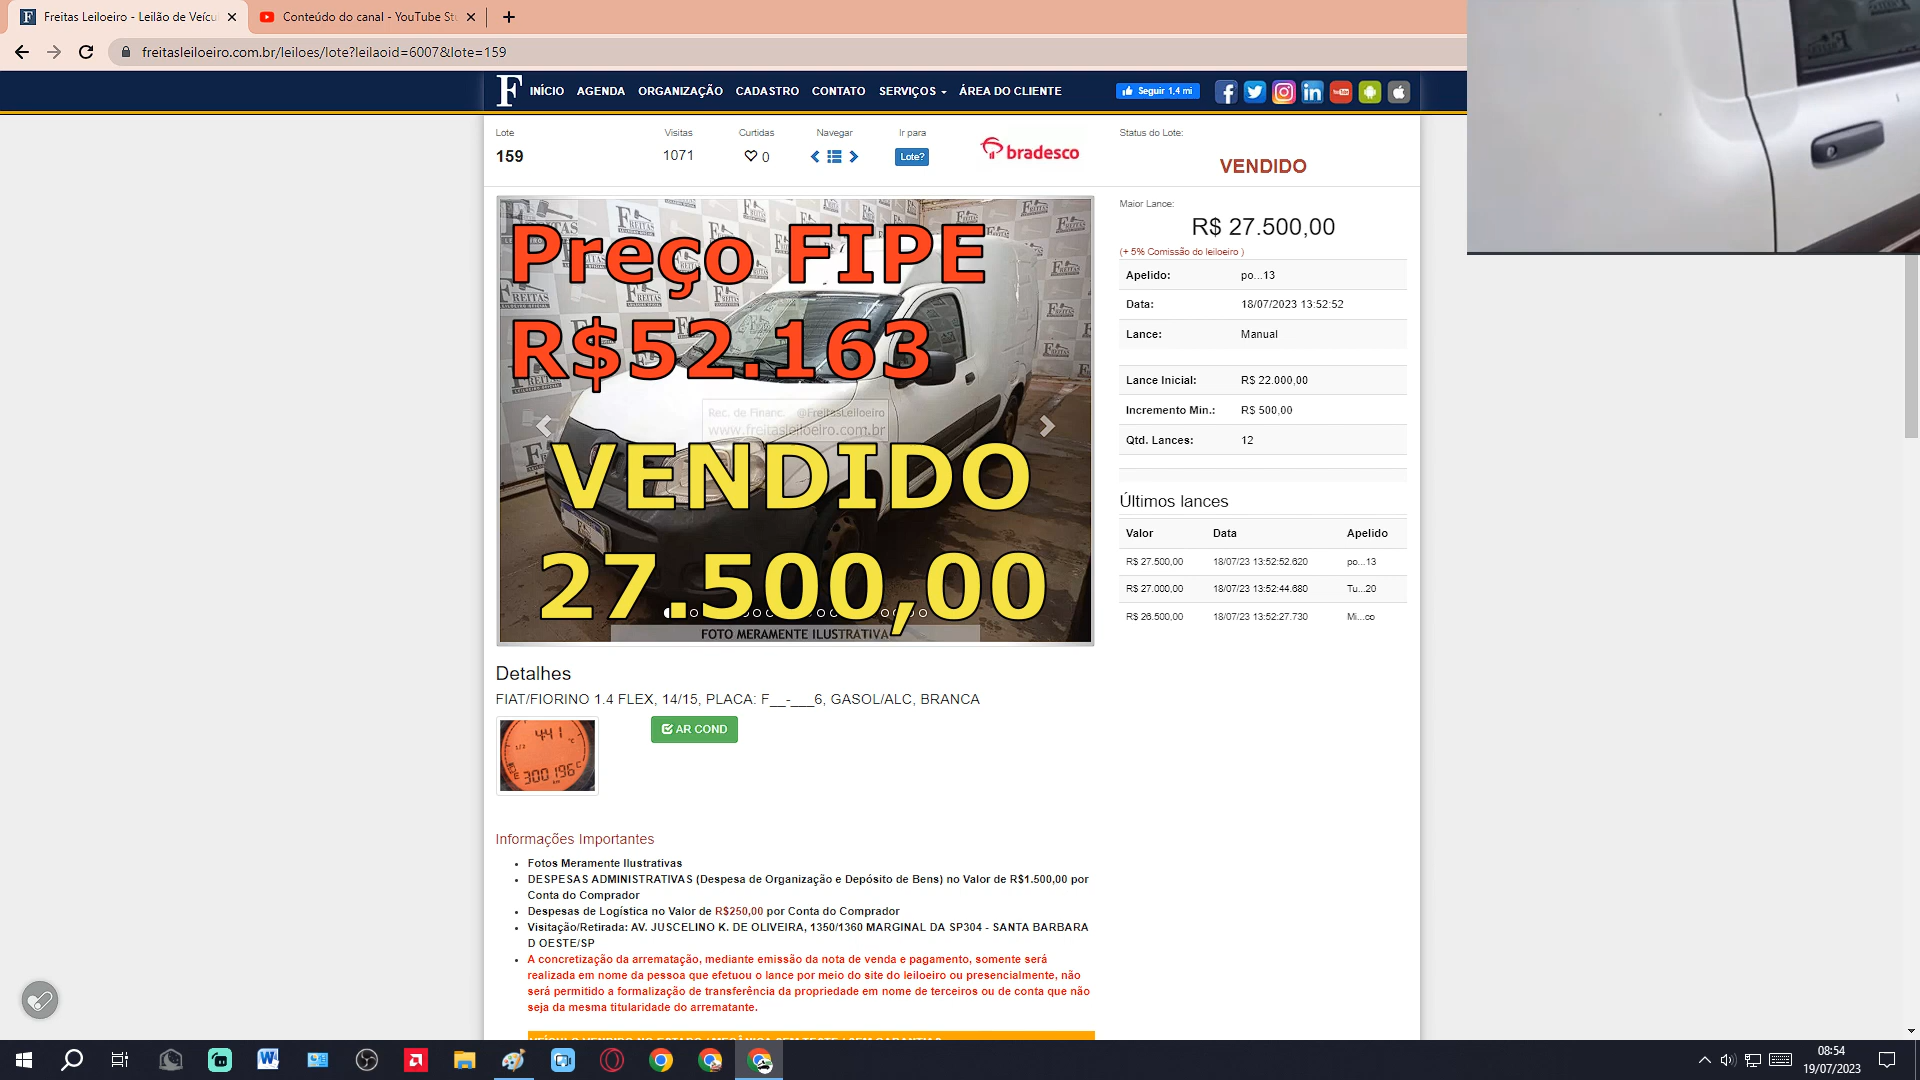 Freitas Leiloeiro - Leilão de Veícu
Conteúdo do canal - YouTube Stu
freitasleiloeiro.com.br/leiloes/lote?leilaoid=6007&lote=159
F INÍCIO AGENDA ORGANIZAÇÃO CADASTRO CONTATO SERVIÇOS ÁREA DO CLIENTE
Seguir 1,4 mi
Lote
159
Visitas
1071
Curtidas
0
Navegar
Ir para
Lote?
bradesco
Status do Lote:
VENDIDO
Preço FIPE
R$52.163
VENDIDO
27.500,00
Rec. de Financ. @FreitasLeiloeiro
www.freitasleiloeiro.com.br
FOTO MERAMENTE ILUSTRATIVA
Maior Lance:
R$ 27.500,00
(+ 5% Comissão do leiloeiro )
Apelido: po...13
Data: 18/07/2023 13:52:52
Lance: Manual
Lance Inicial: R$ 22.000,00
Incremento Min.: R$ 500,00
Qtd. Lances: 12
Últimos lances
Valor Data Apelido
R$ 27.500,00 18/07/23 13:52:52.620 po...13
R$ 27.000,00 18/07/23 13:52:44.680 Tu...20
R$ 26.500,00 18/07/23 13:52:27.730 Mi...co
Detalhes
FIAT/FIORINO 1.4 FLEX, 14/15, PLACA: F__-___6, GASOL/ALC, BRANCA
441
300196
AR COND
Informações Importantes
Fotos Meramente Ilustrativas
DESPESAS ADMINISTRATIVAS (Despesa de Organização e Depósito de Bens) no Valor de R$1.500,00 por
Conta do Comprador
Despesas de Logística no Valor de R$250,00 por Conta do Comprador
Visitação/Retirada: AV. JUSCELINO K. DE OLIVEIRA, 1350/1360 MARGINAL DA SP304 - SANTA BARBARA
D OESTE/SP
A concretização da arrematação, mediante emissão da nota de venda e pagamento, somente será
realizada em nome da pessoa que efetuou o lance por meio do site do leiloeiro ou presencialmente, não
será permitido a formalização de transferência da propriedade em nome de terceiros ou de conta que não
seja da mesma titularidade do arrematante.
08:54
19/07/2023